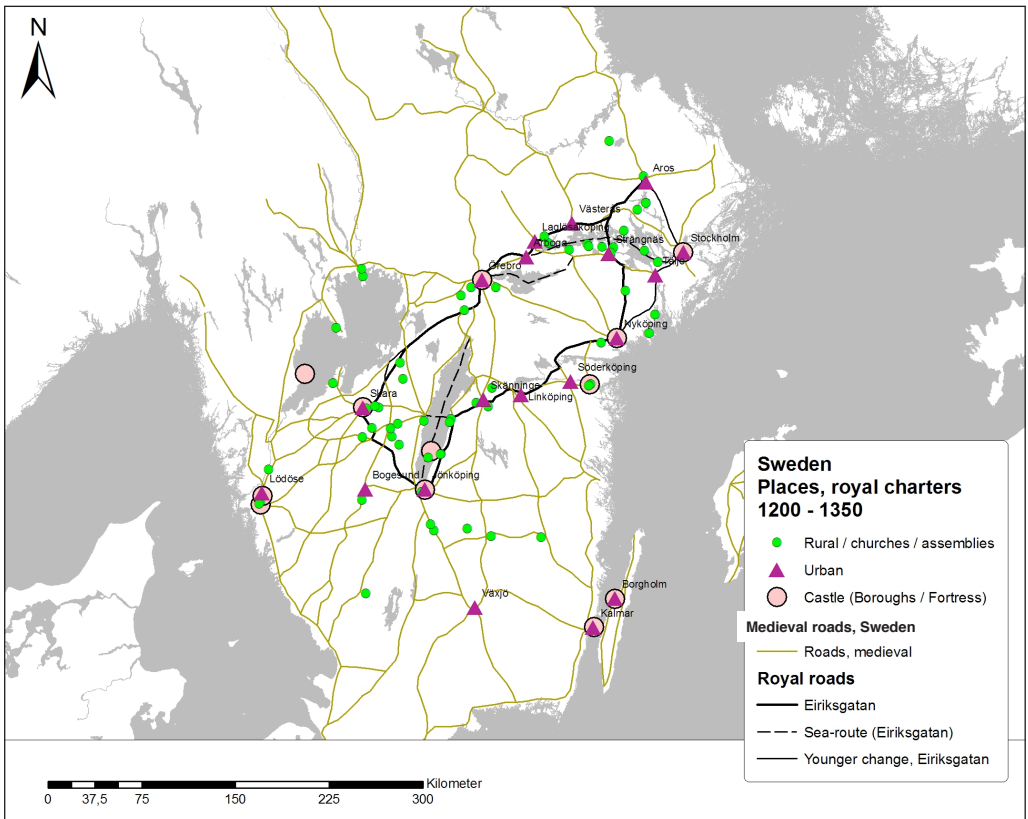 N
Aros
Västerås
Laglösaköping
Arboga
Strängnäs
Stockholm
Örebro
Nyköping
Söderköping
Skänninge
Linköping
Skara
Lödöse
Bogesund
Jönköping
Växjö
Borgholm
Kalmar
Sweden
Places, royal charters
1200 - 1350
Rural / churches / assemblies
Urban
Castle (Boroughs / Fortress)
Medieval roads, Sweden
Roads, medieval
Royal roads
Eiriksgatan
Sea-route (Eiriksgatan)
Younger change, Eiriksgatan
Kilometer
0 37,5 75 150 225 300